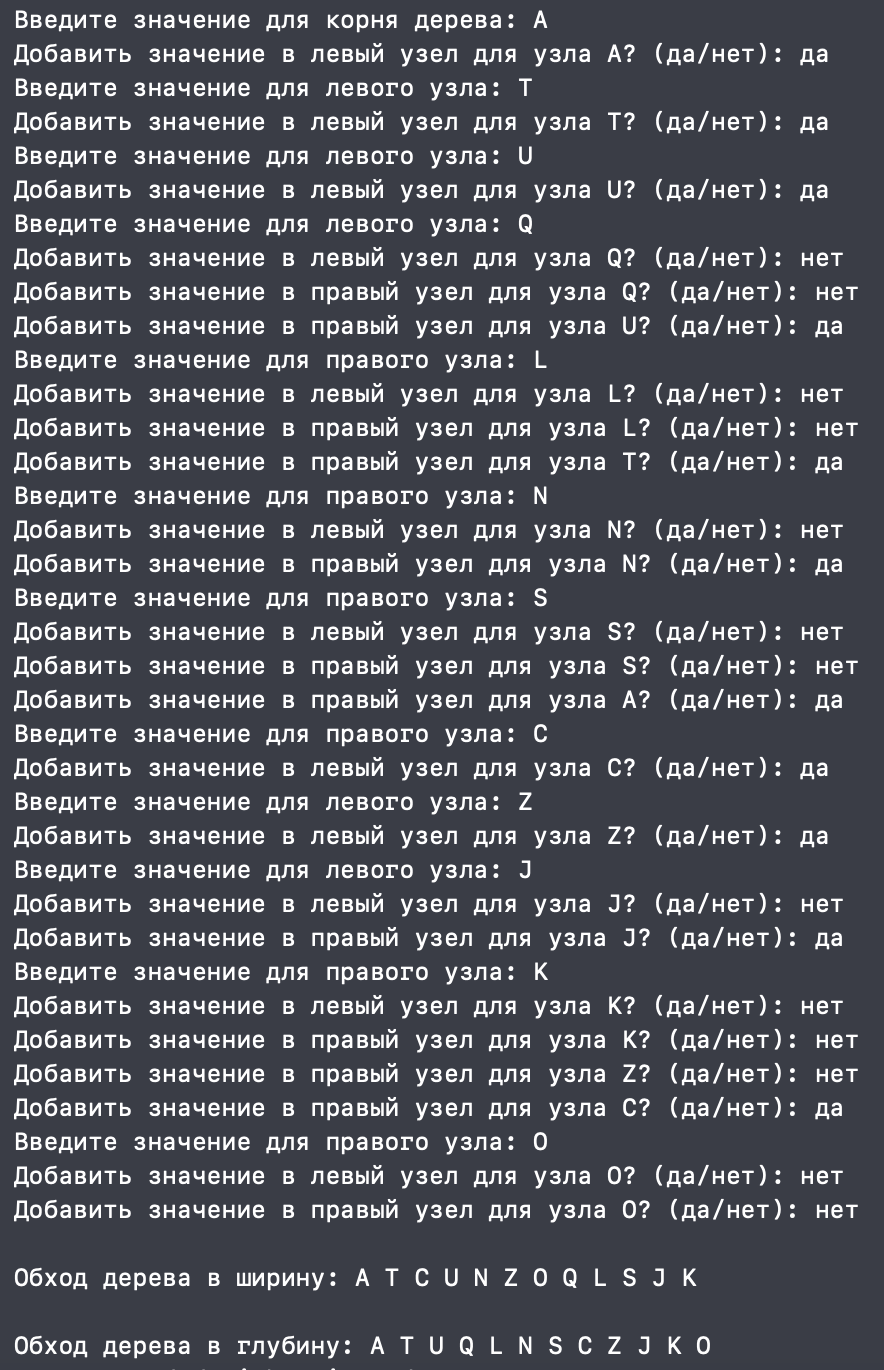 Введите значение для корня дерева: A
Добавить значение в левый узел для узла A? (да/нет): да
Введите значение для левого узла: T
Добавить значение в левый узел для узла T? (да/нет): да
Введите значение для левого узла: U
Добавить значение в левый узел для узла U? (да/нет): да
Введите значение для левого узла: Q
Добавить значение в левый узел для узла Q? (да/нет): нет
Добавить значение в правый узел для узла Q? (да/нет): нет
Добавить значение в правый узел для узла U? (да/нет): да
Введите значение для правого узла: L
Добавить значение в левый узел для узла L? (да/нет): нет
Добавить значение в правый узел для узла L? (да/нет): нет
Добавить значение в правый узел для узла T? (да/нет): да
Введите значение для правого узла: N
Добавить значение в левый узел для узла N? (да/нет): нет
Добавить значение в правый узел для узла N? (да/нет): да
Введите значение для правого узла: S
Добавить значение в левый узел для узла S? (да/нет): нет
Добавить значение в правый узел для узла S? (да/нет): нет
Добавить значение в правый узел для узла A? (да/нет): да
Введите значение для правого узла: C
Добавить значение в левый узел для узла C? (да/нет): да
Введите значение для левого узла: Z
Добавить значение в левый узел для узла Z? (да/нет): да
Введите значение для левого узла: J
Добавить значение в левый узел для узла J? (да/нет): нет
Добавить значение в правый узел для узла J? (да/нет): да
Введите значение для правого узла: K
Добавить значение в левый узел для узла K? (да/нет): нет
Добавить значение в правый узел для узла K? (да/нет): нет
Добавить значение в правый узел для узла Z? (да/нет): нет
Добавить значение в правый узел для узла C? (да/нет): да
Введите значение для правого узла: O
Добавить значение в левый узел для узла O? (да/нет): нет
Добавить значение в правый узел для узла O? (да/нет): нет
Обход дерева в ширину: A T C U N Z O Q L S J K
Обход дерева в глубину: A T U Q L N S C Z J K O